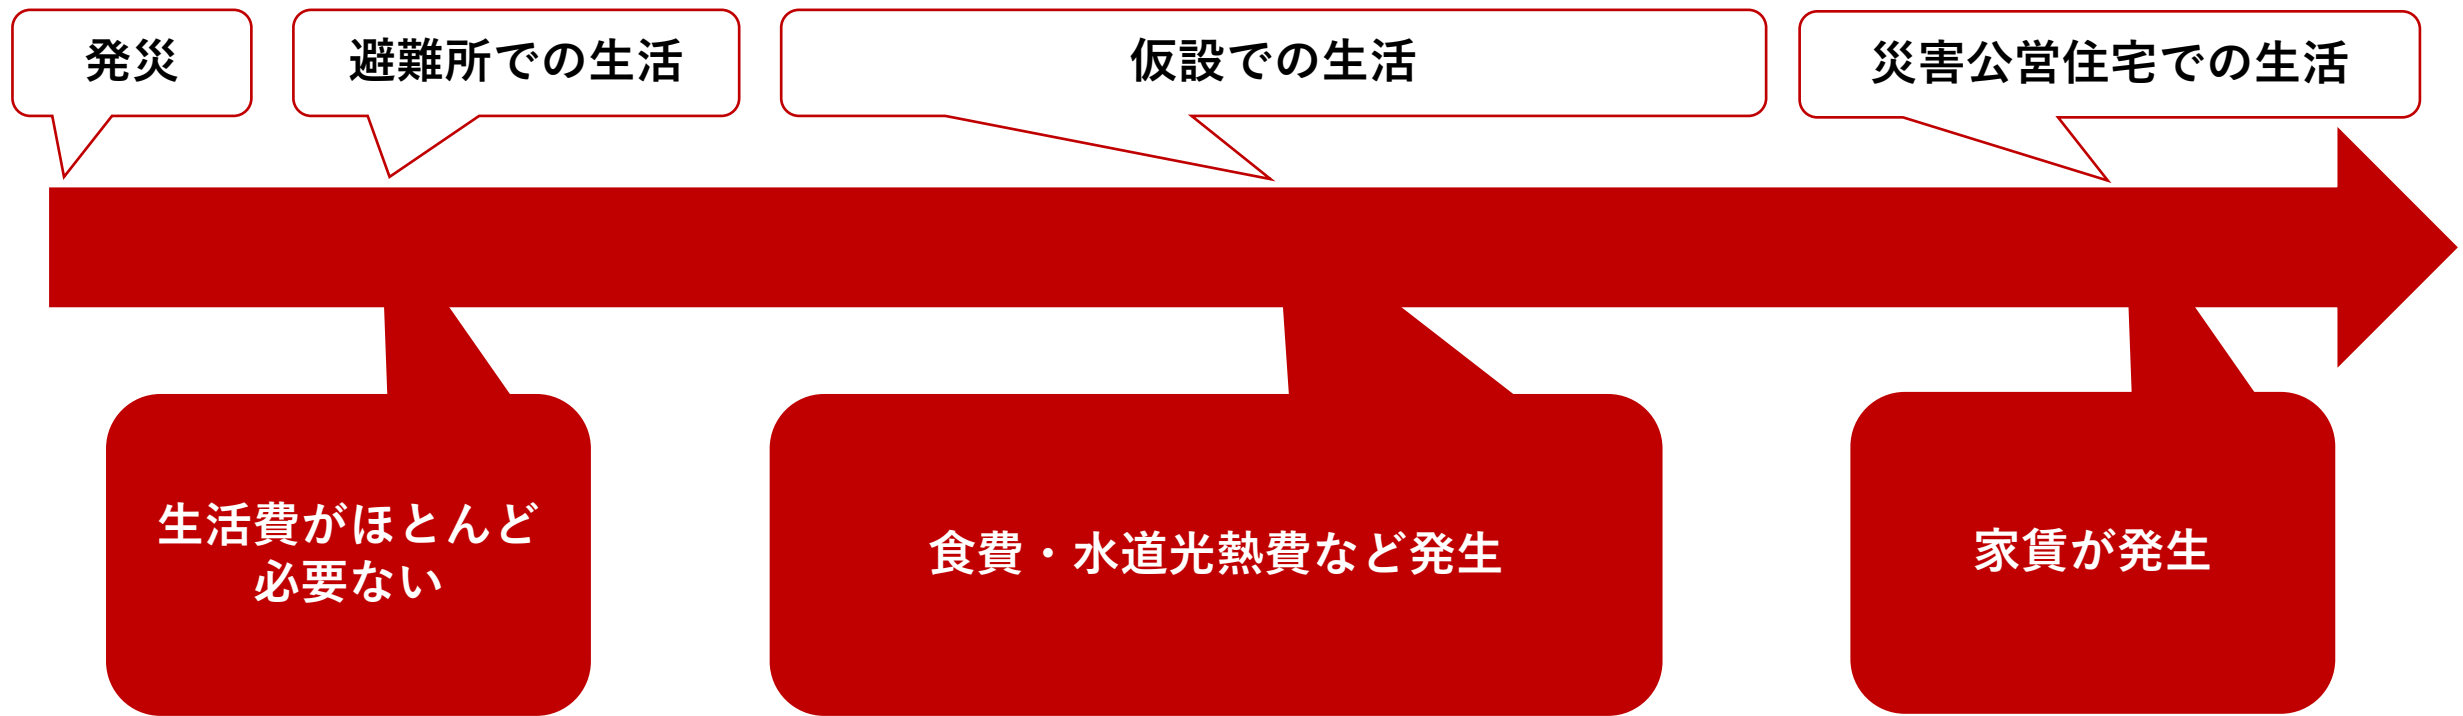 発災
避難所での生活
仮設での生活
災害公営住宅での生活
生活費がほとんど
必要ない
食費・水道光熱費など発生
家賃が発生